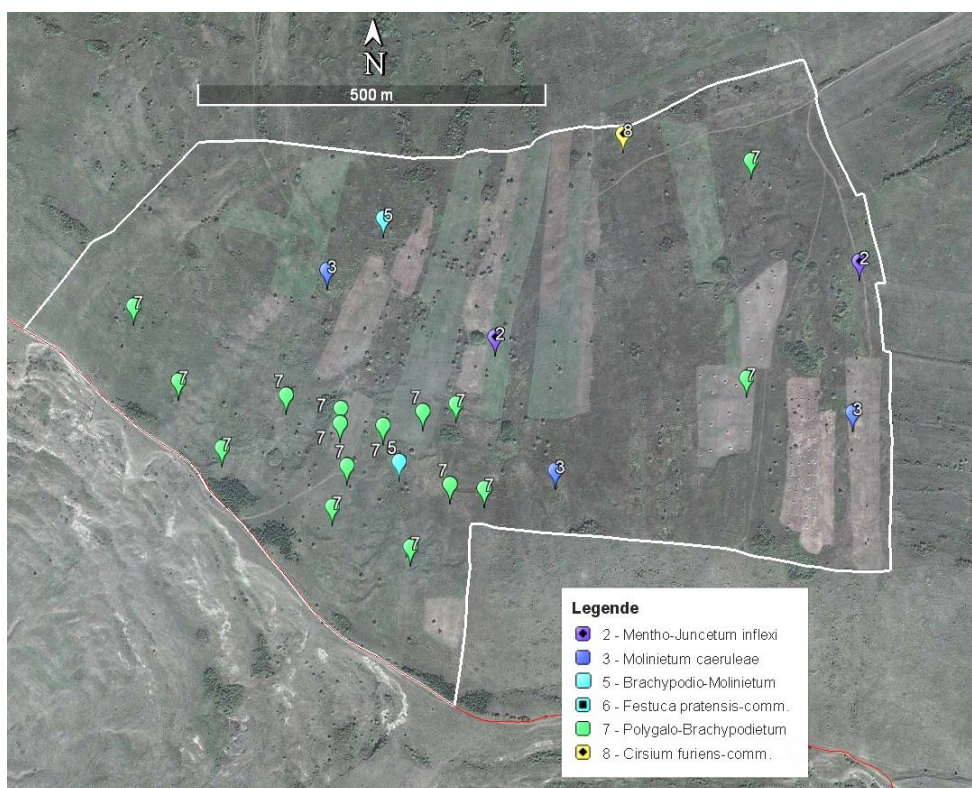 N
500 m
8
7
5
2
3
7
2
7
7
7
7
7
7
3
7
7
7 5
7
3
7
7
7
7
Legende
2 - Mentho-Juncetum inflexi
3 - Molinietum caeruleae
5 - Brachypodio-Molinietum
6 - Festuca pratensis-comm.
7 - Polygalo-Brachypodietum
8 - Cirsium furiens-comm.